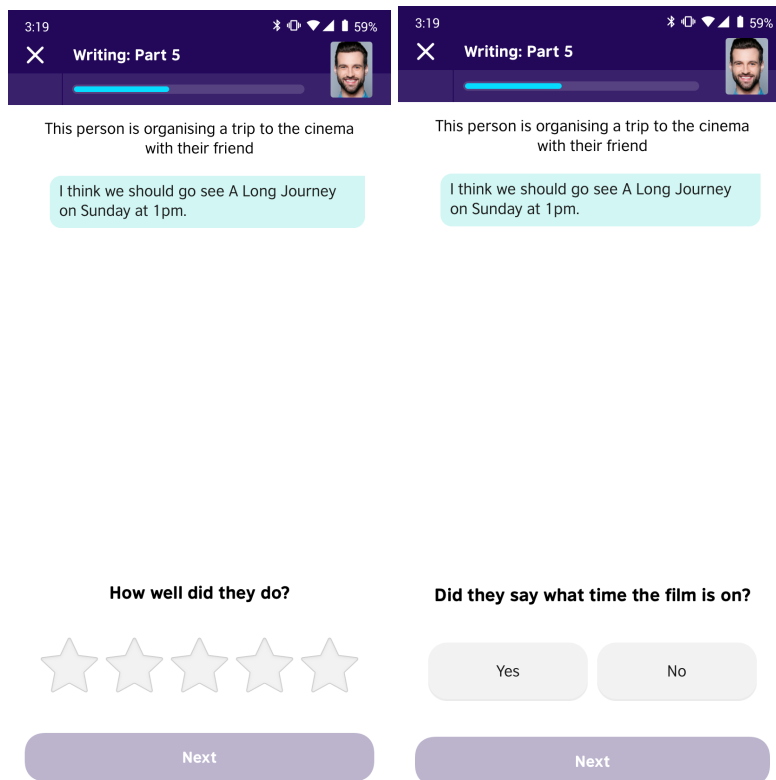 3:19
59%
Writing: Part 5
This person is organising a trip to the cinema
with their friend
I think we should go see A Long Journey
on Sunday at 1pm.
How well did they do?
Next
3:19
59%
Writing: Part 5
This person is organising a trip to the cinema
with their friend
I think we should go see A Long Journey
on Sunday at 1pm.
Did they say what time the film is on?
Yes
No
Next